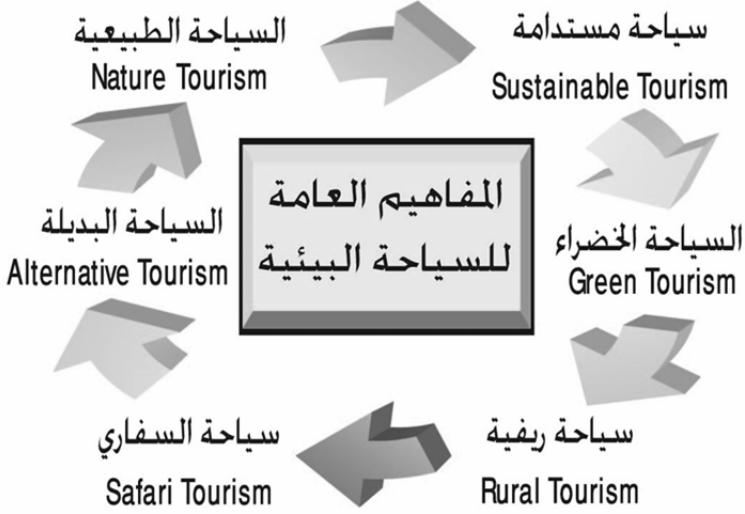 السياحة الطبيعية
Nature Tourism
سياحة مستدامة
Sustainable Tourism
المفاهيم العامة
للسياحة البيئية
السياحة البديلة
Alternative Tourism
السياحة الخضراء
Green Tourism
سياحة السفاري
Safari Tourism
سياحة ريفية
Rural Tourism